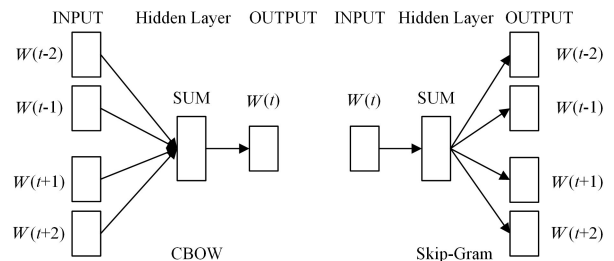 INPUT Hidden Layer OUTPUT
W(t-2)
W(t-1)
SUM
W(t)
W(t+1)
W(t+2)
CBOW
INPUT Hidden Layer OUTPUT
W(t)
SUM
W(t-2)
W(t-1)
W(t+1)
W(t+2)
Skip-Gram